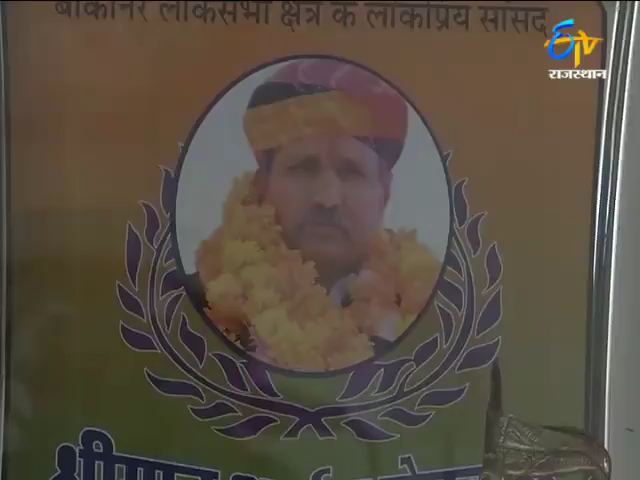 बीकानेर लोकसभा क्षेत्र के लोकप्रिय सांसद
ETV
राजस्थान
श्रीमान